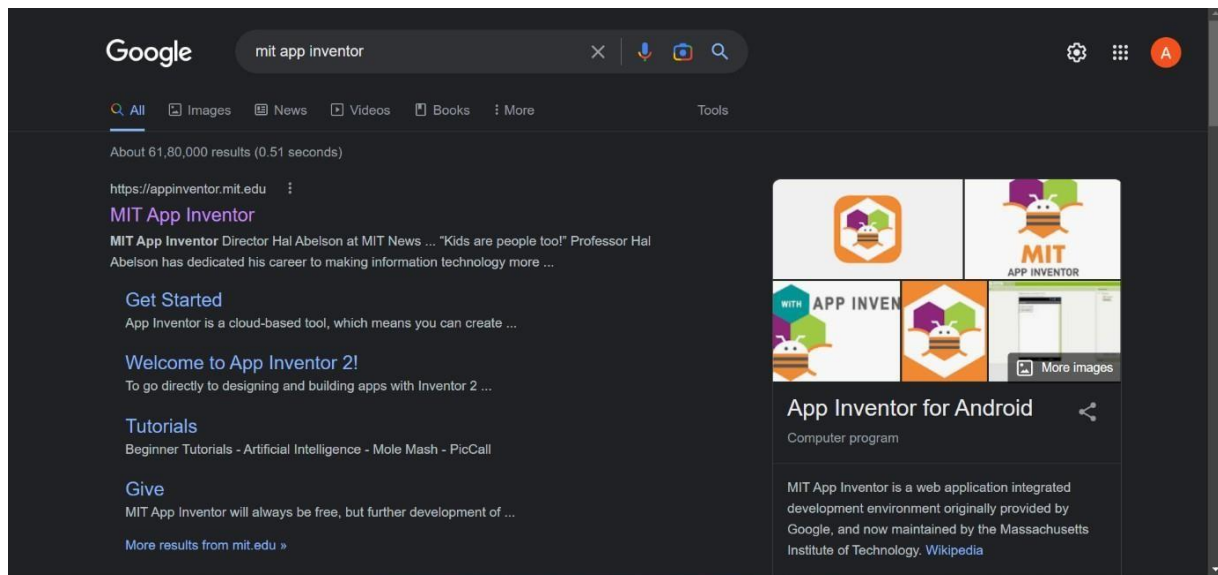 Google
mit app inventor
A
All Images News Videos Books More Tools
About 61,80,000 results (0.51 seconds)
https://appinventor.mit.edu
MIT App Inventor
MIT App Inventor Director Hal Abelson at MIT News ... "Kids are people too!" Professor Hal
Abelson has dedicated his career to making information technology more ...
Get Started
App Inventor is a cloud-based tool, which means you can create ...
Welcome to App Inventor 2!
To go directly to designing and building apps with Inventor 2 ...
Tutorials
Beginner Tutorials - Artificial Intelligence - Mole Mash - PicCall
Give
MIT App Inventor will always be free, but further development of ...
More results from mit.edu »
MIT
APP INVENTOR
WITH APP INVEN
More images
App Inventor for Android
Computer program
MIT App Inventor is a web application integrated
development environment originally provided by
Google, and now maintained by the Massachusetts
Institute of Technology. Wikipedia